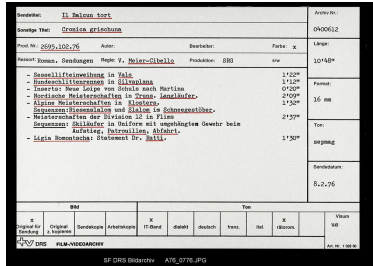 Sendetitel: Il Balcun tort
Archiv Nr.: 0400612
Sonstige Titel: Cronica grischuna
Prod. Nr.: 2695.102.76 Autor: Bearbeiter: Farbe: x
Länge: 10'48"
Ressort: Roman. Sendungen Regie: V. Meier-Cibello Produktion: SRG s/w
- Sesselifteinweihung in Vals 1'22"
- Hundeschlittenrennen in Silvaplana 1'12"
- Inserts: Neue Loipe von Schuls nach Martina 0'20"
- Nordische Meisterschaften in Truns. Langläufer. 2'09"
- Alpine Meisterschaften in Klosters. 1'32"
Sequenzen: Riesenslalom und Slalom im Schneegestöber.
- Meisterschaften der Division 12 in Flims 2'37"
Sequenzen: Skiläufer in Uniform mit umgehängtem Gewehr beim
Aufstieg, Patrouillen, Abfahrt.
- Ligia Romontscha: Statement Dr. Ratti. 1'30"
Format: 16 mm
Ton: sepmag
Sendedatum: 8.2.76
Bild Ton
x Original für Sendung
Original z. kopieren
Sendekopie
Arbeitskopie
x IT-Band
dialekt
deutsch
franz.
ital.
x rätorom.
Visum
DRS FILM-/VIDEOARCHIV
SF DRS Bildarchiv A76_0776.JPG